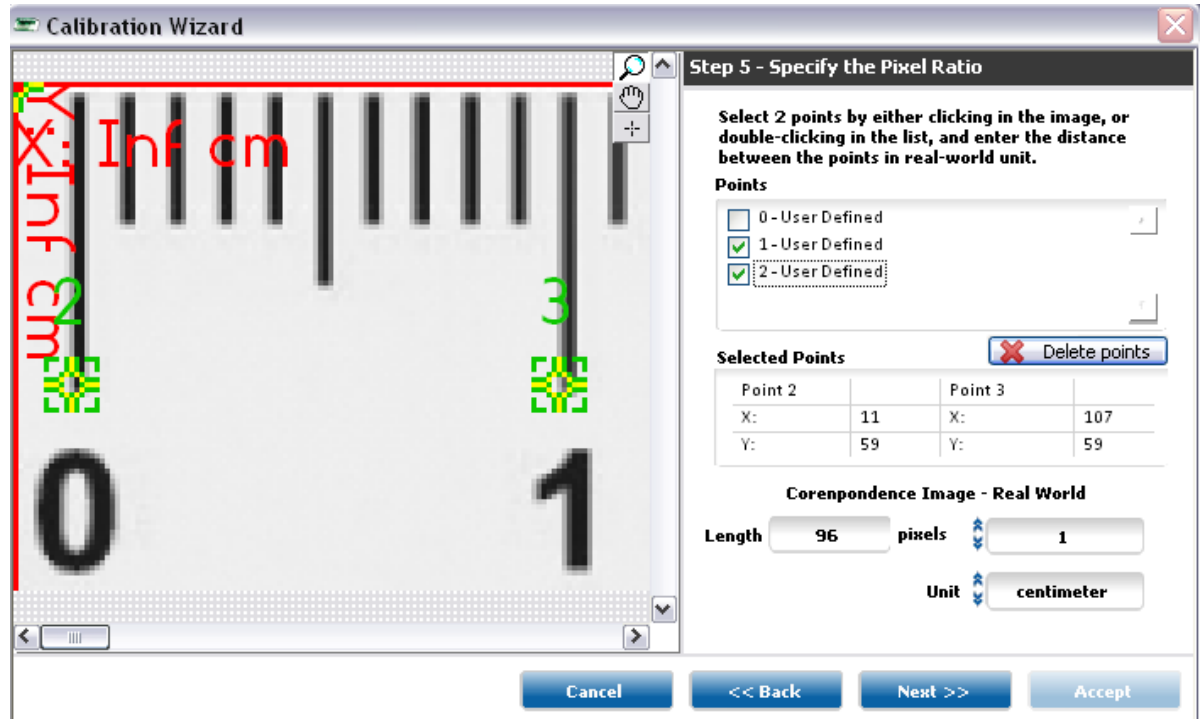 Calibration Wizard
X: Inf cm
Y: Inf cm
2
3
0
1
Step 5 - Specify the Pixel Ratio
Select 2 points by either clicking in the image, or
double-clicking in the list, and enter the distance
between the points in real-world unit.
Points
0 - User Defined
1 - User Defined
2 - User Defined
Delete points
Selected Points
Point 2 Point 3
X: 11 X: 107
Y: 59 Y: 59
Corenpondence Image - Real World
Length 96 pixels 1
Unit centimeter
Cancel << Back Next >> Accept